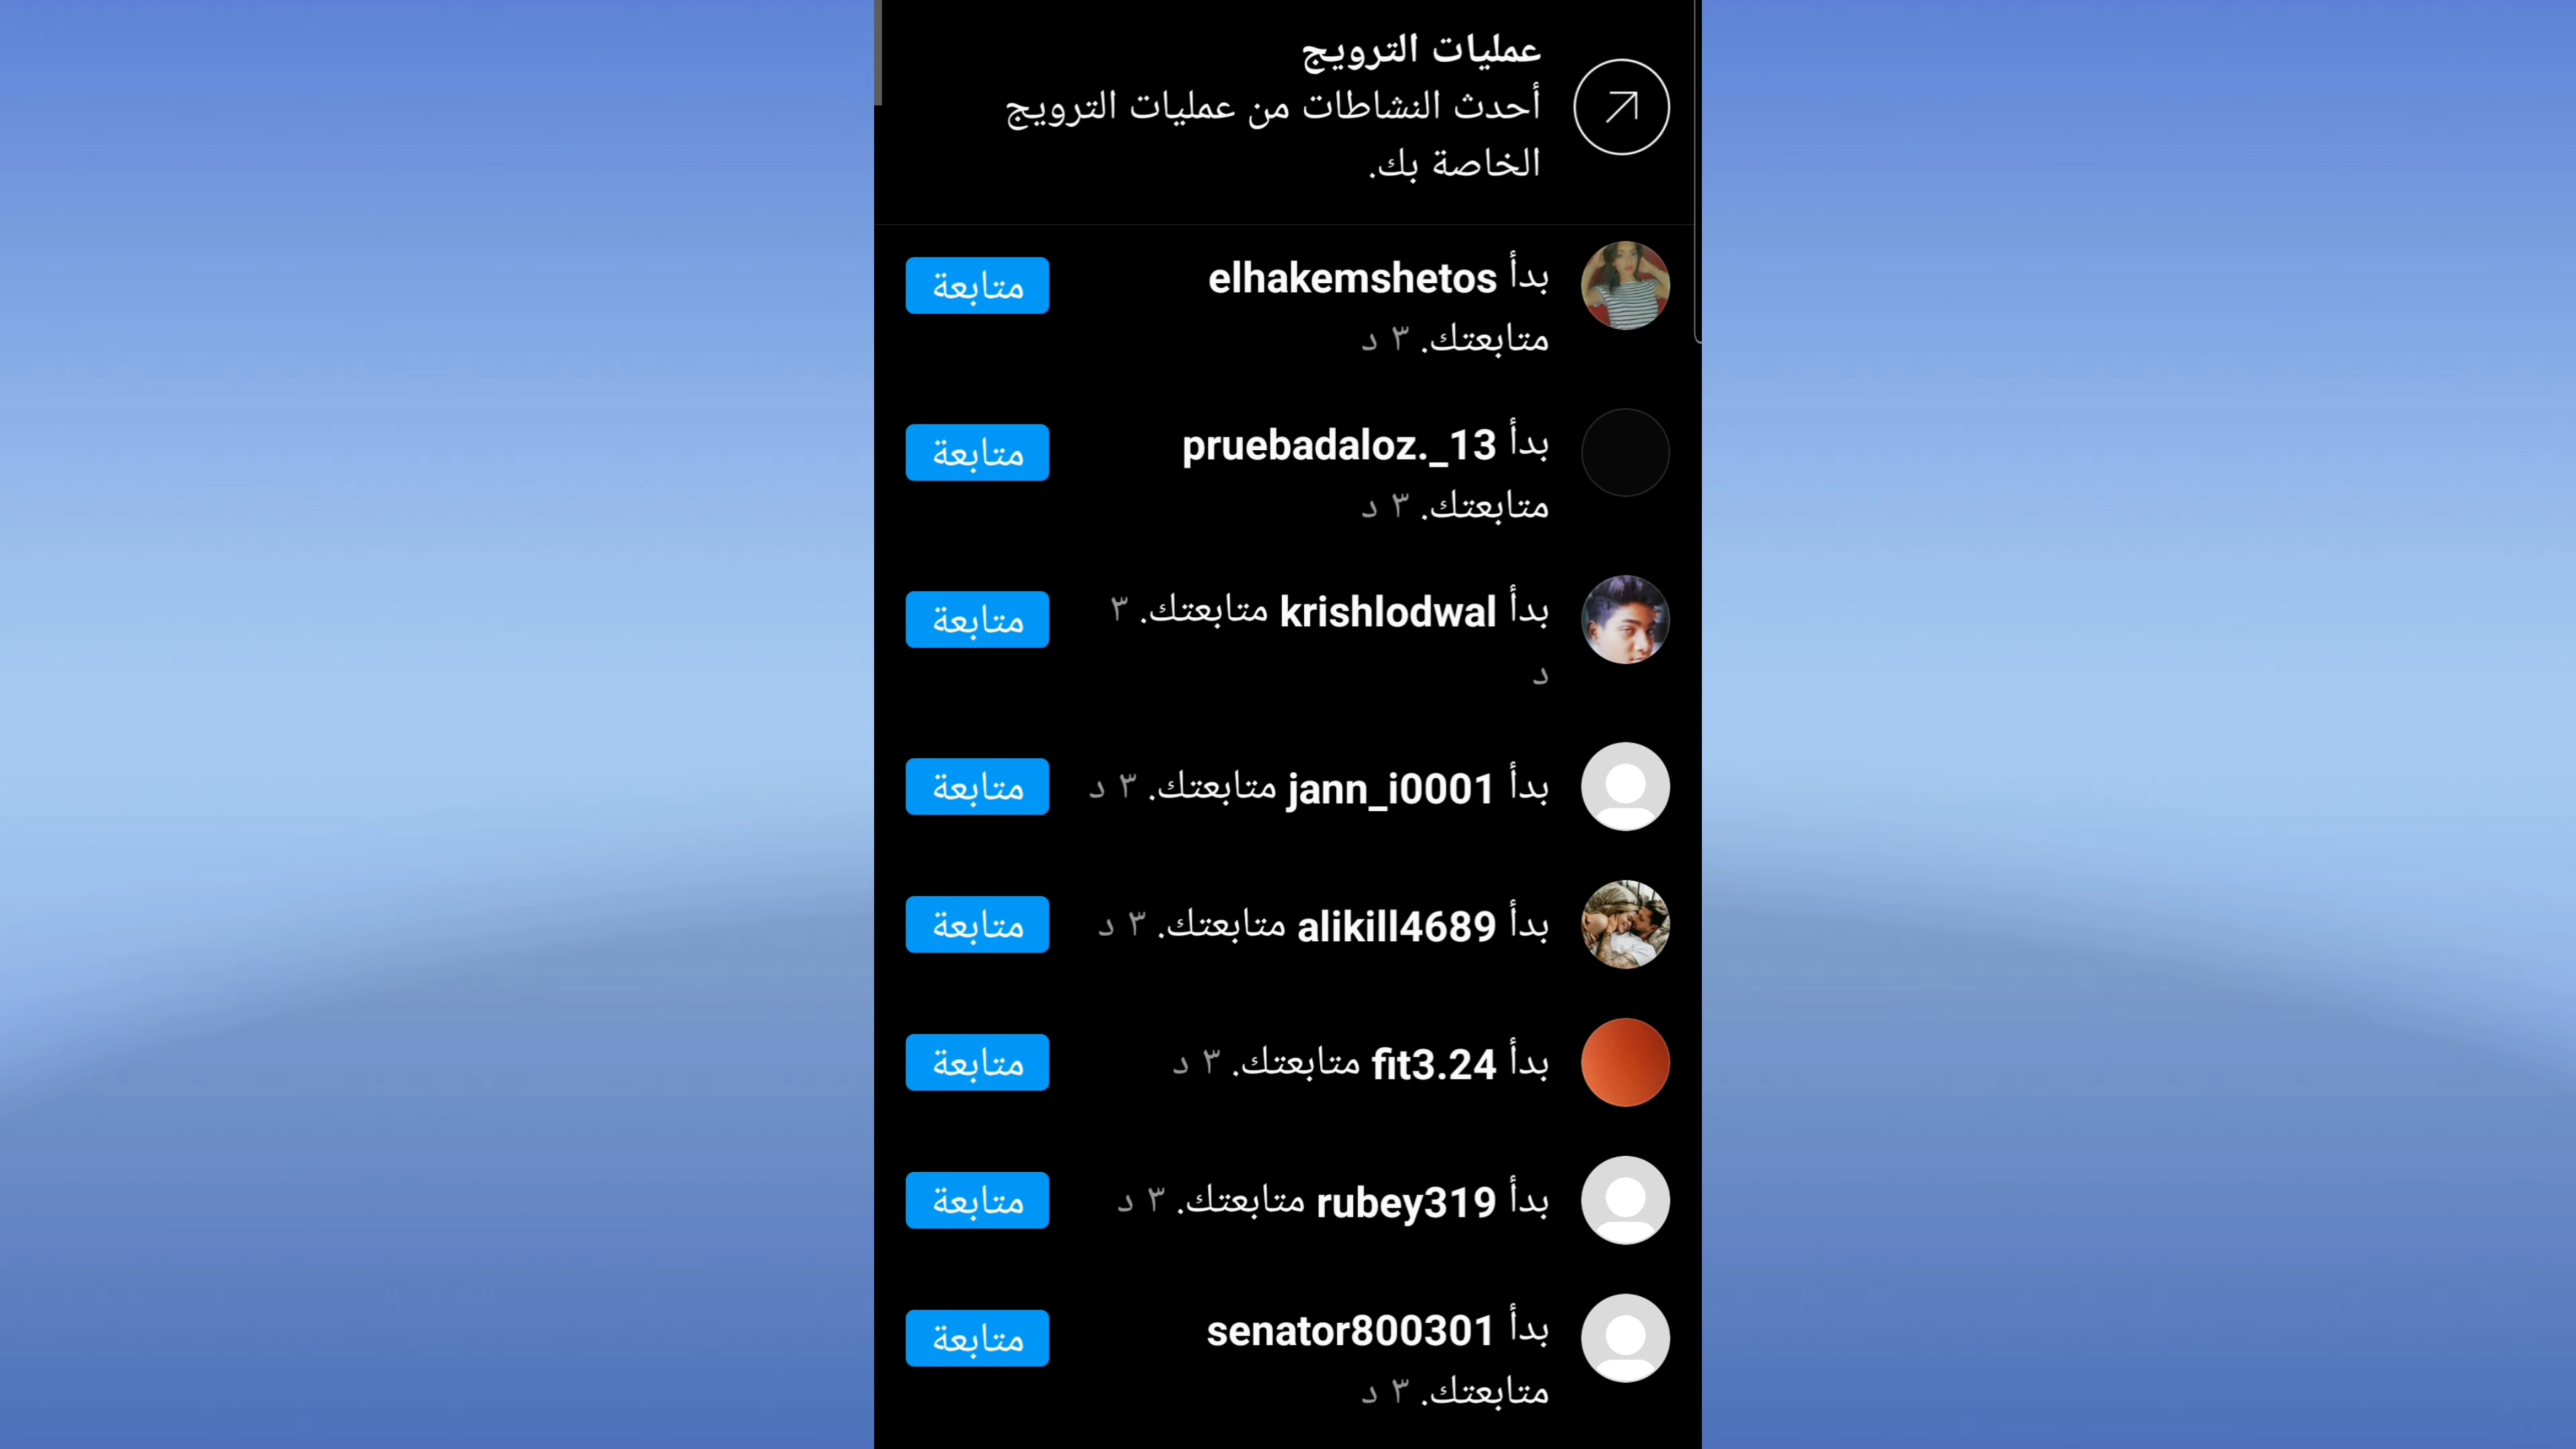 عمليات الترويج
أحدث النشاطات من عمليات الترويج
الخاصة بك.
بدأ elhakemshetos
متابعتك. ٣ د
متابعة
بدأ pruebadaloz._13
متابعتك. ٣ د
متابعة
بدأ krishlodwal متابعتك. ٣
د
متابعة
بدأ jann_i0001 متابعتك. ٣ د
متابعة
بدأ alikill4689 متابعتك. ٣ د
متابعة
بدأ fit3.24 متابعتك. ٣ د
متابعة
بدأ rubey319 متابعتك. ٣ د
متابعة
بدأ senator800301
متابعتك. ٣ د
متابعة